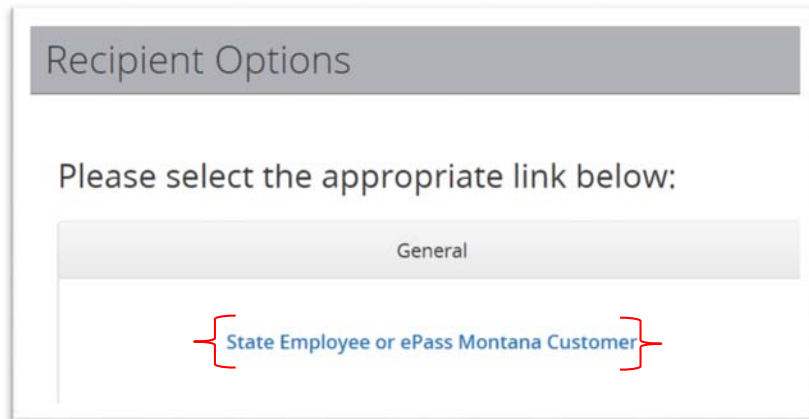 Recipient Options
Please select the appropriate link below:
General
State Employee or ePass Montana Customer